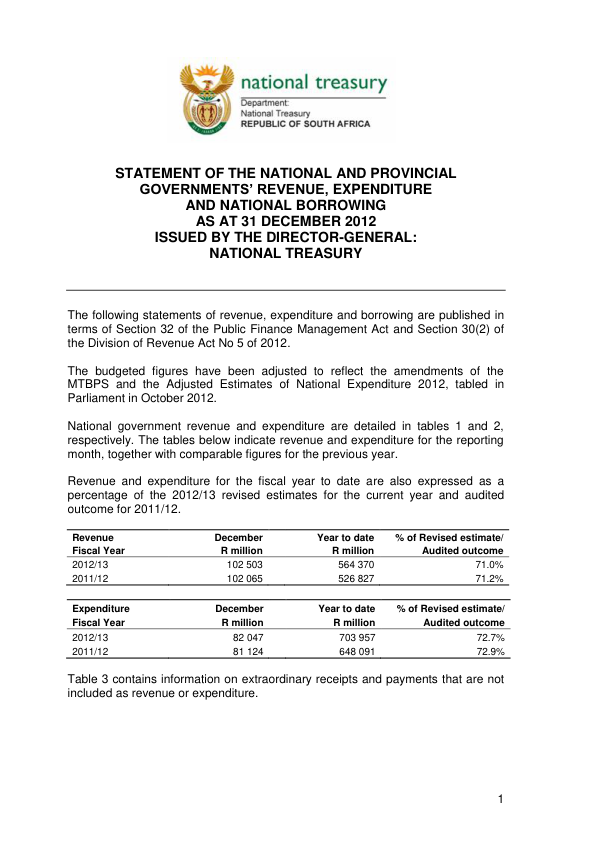 national treasury
Department:
National Treasury
REPUBLIC OF SOUTH AFRICA
STATEMENT OF THE NATIONAL AND PROVINCIAL
GOVERNMENTS' REVENUE, EXPENDITURE
AND NATIONAL BORROWING
AS AT 31 DECEMBER 2012
ISSUED BY THE DIRECTOR-GENERAL:
NATIONAL TREASURY
The following statements of revenue, expenditure and borrowing are published in
terms of Section 32 of the Public Finance Management Act and Section 30(2) of
the Division of Revenue Act No 5 of 2012.
The budgeted figures have been adjusted to reflect the amendments of the
MTBPS and the Adjusted Estimates of National Expenditure 2012, tabled in
Parliament in October 2012.
National government revenue and expenditure are detailed in tables 1 and 2,
respectively. The tables below indicate revenue and expenditure for the reporting
month, together with comparable figures for the previous year.
Revenue and expenditure for the fiscal year to date are also expressed as a
percentage of the 2012/13 revised estimates for the current year and audited
outcome for 2011/12.
Revenue December Year to date % of Revised estimate/
Fiscal Year R million R million Audited outcome
2012/13 102 503 564 370 71.0%
2011/12 102 065 526 827 71.2%
Expenditure December Year to date % of Revised estimate/
Fiscal Year R million R million Audited outcome
2012/13 82 047 703 957 72.7%
2011/12 81 124 648 091 72.9%
Table 3 contains information on extraordinary receipts and payments that are not
included as revenue or expenditure.
1